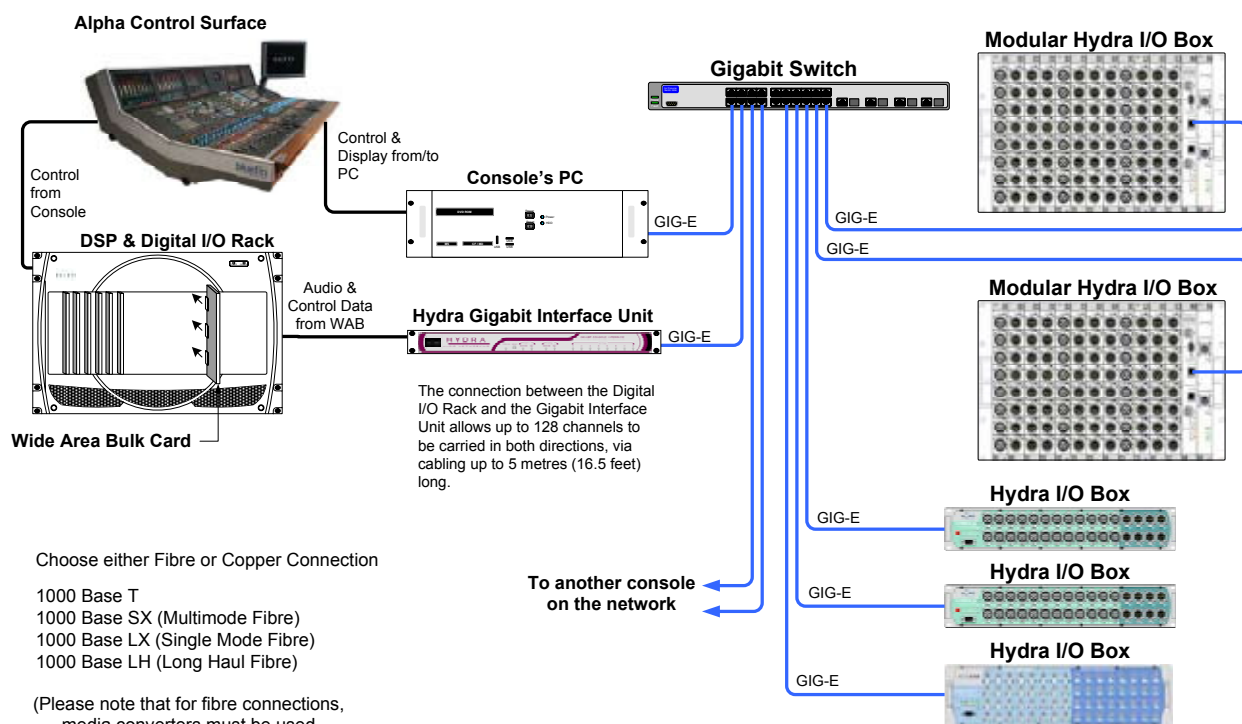 Alpha Control Surface
Modular Hydra I/O Box
Gigabit Switch
Control &
Display from/to
PC
Control
from
Console
Console's PC
GIG-E
GIG-E
GIG-E
DSP & Digital I/O Rack
Audio &
Control Data
from WAB
Hydra Gigabit Interface Unit
HYDRA
GIG-E
Modular Hydra I/O Box
The connection between the Digital
I/O Rack and the Gigabit Interface
Unit allows up to 128 channels to
be carried in both directions, via
cabling up to 5 metres (16.5 feet)
long.
Wide Area Bulk Card
Hydra I/O Box
GIG-E
Choose either Fibre or Copper Connection
1000 Base T
1000 Base SX (Multimode Fibre)
1000 Base LX (Single Mode Fibre)
1000 Base LH (Long Haul Fibre)
To another console
on the network
Hydra I/O Box
GIG-E
Hydra I/O Box
GIG-E
(Please note that for fibre connections,
media converters must be used